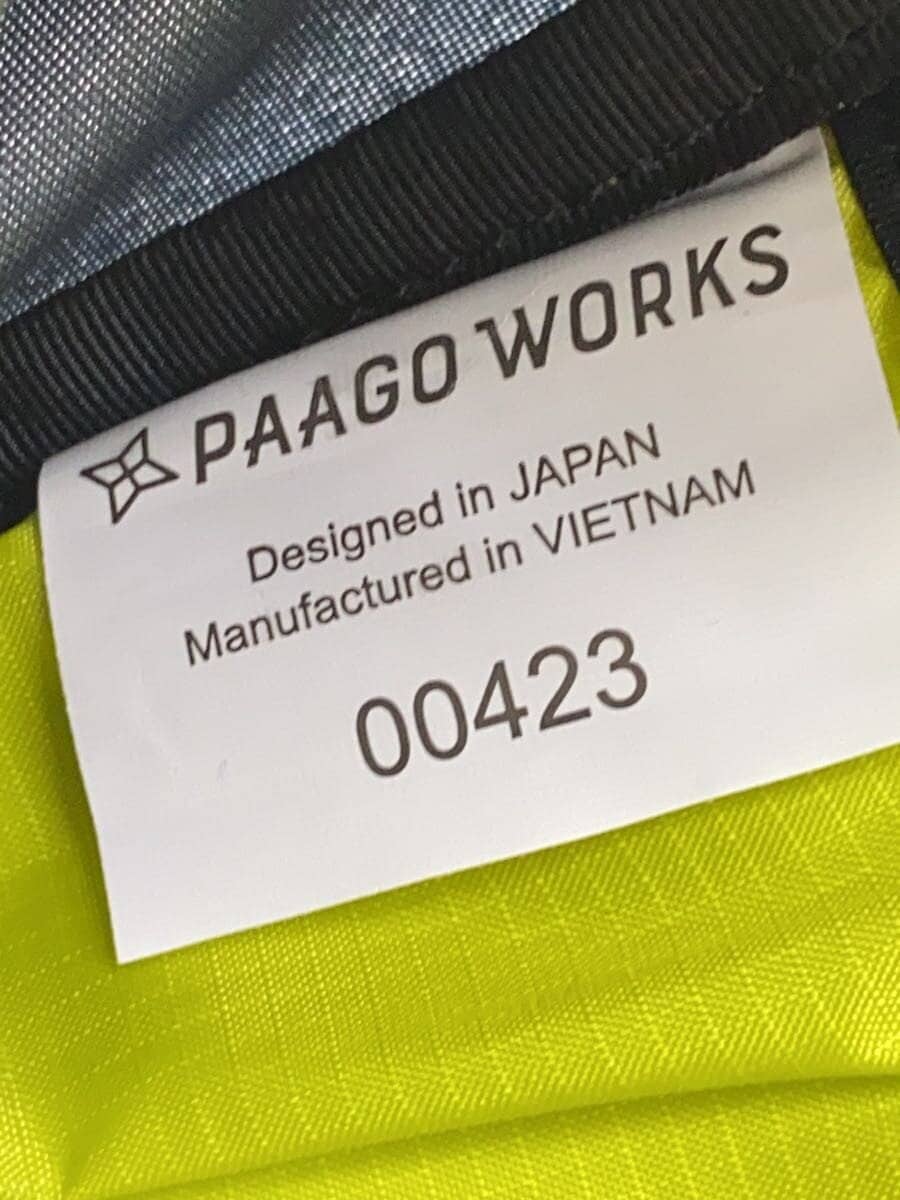 PAAGO WORKS
Designed in JAPAN
Manufactured in VIETNAM
00423